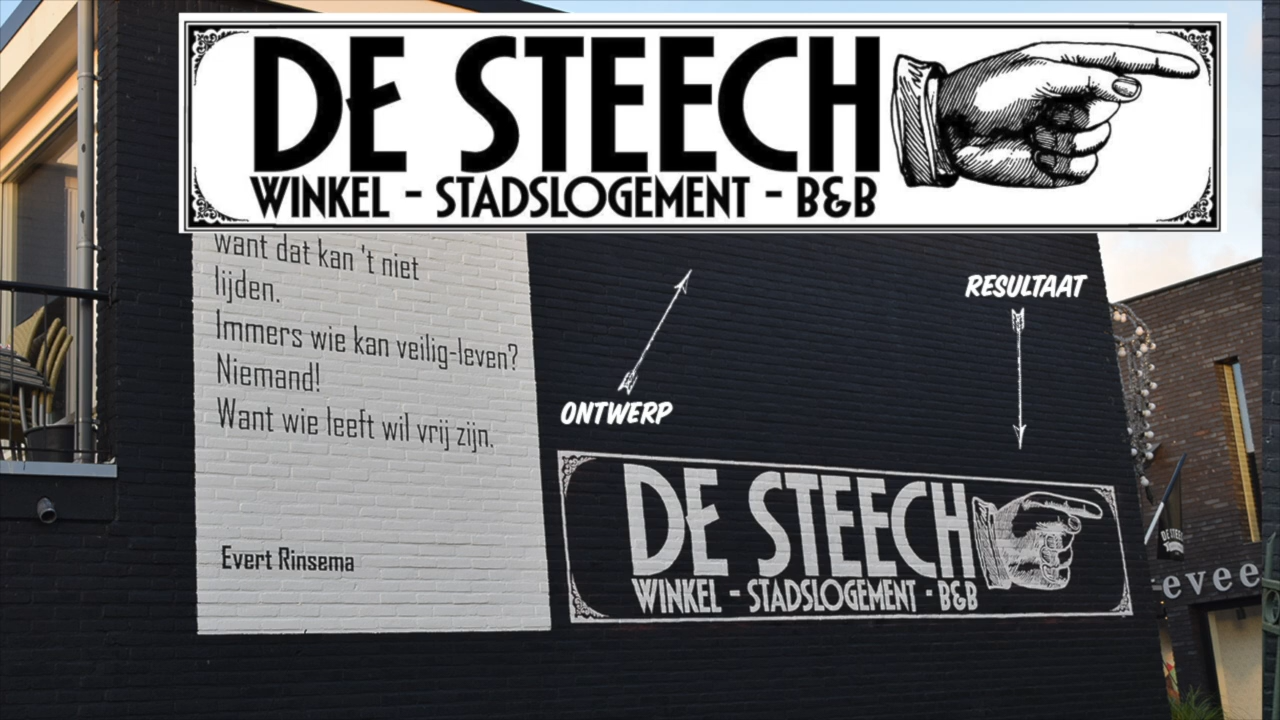 DE STEECH
WINKEL - STADSLOGEMENT - B&B
want dat kan 't niet
lijden.
Immers wie kan veilig-leven?
Niemand!
Want wie leeft wil vrij zijn.
Evert Rinsema
ONTWERP
RESULTAAT
DE STEECH
WINKEL - STADSLOGEMENT - B&B
evee